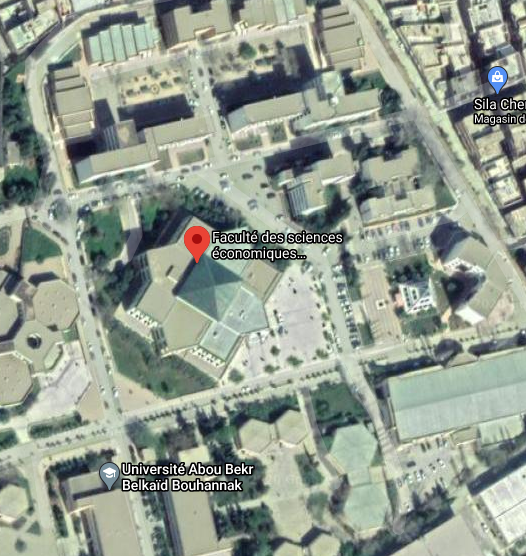 Sila Che
Magasin d
Faculté des sciences
économiques...
Université Abou Bekr
Belkaïd Bouhannak